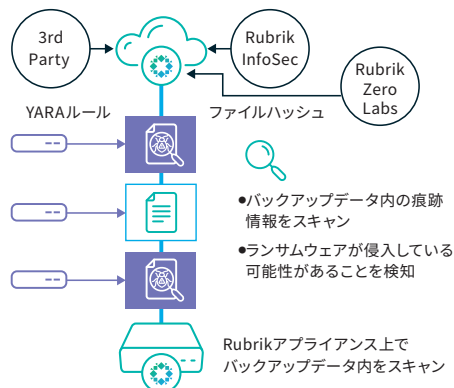 3rd
Party
Rubrik
InfoSec
Rubrik
Zero
Labs
YARAルール
ファイルハッシュ
●バックアップデータ内の痕跡
情報をスキャン
●ランサムウェアが侵入している
可能性があることを検知
Rubrikアプライアンス上で
バックアップデータ内をスキャン